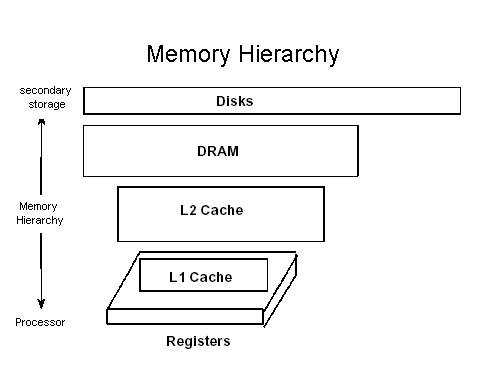 Memory Hierarchy
secondary
storage
Disks
DRAM
Memory
Hierarchy
L2 Cache
L1 Cache
Processor
Registers